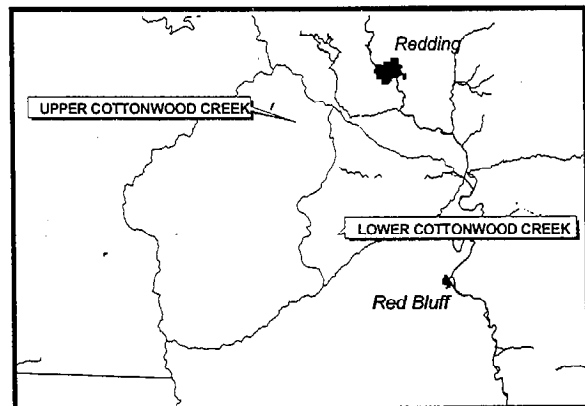 Redding
UPPER COTTONWOOD CREEK
LOWER COTTONWOOD CREEK
Red Bluff